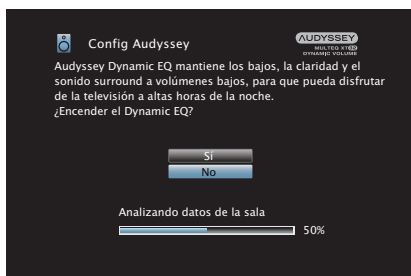 Config Audyssey
AUDYSSEY
MULTEQ XT32
DYNAMIC VOLUME
Audyssey Dynamic EQ mantiene los bajos, la claridad y el
sonido surround a volúmenes bajos, para que pueda disfrutar
de la televisión a altas horas de la noche.
¿Encender el Dynamic EQ?
Sí
No
Analizando datos de la sala
50%